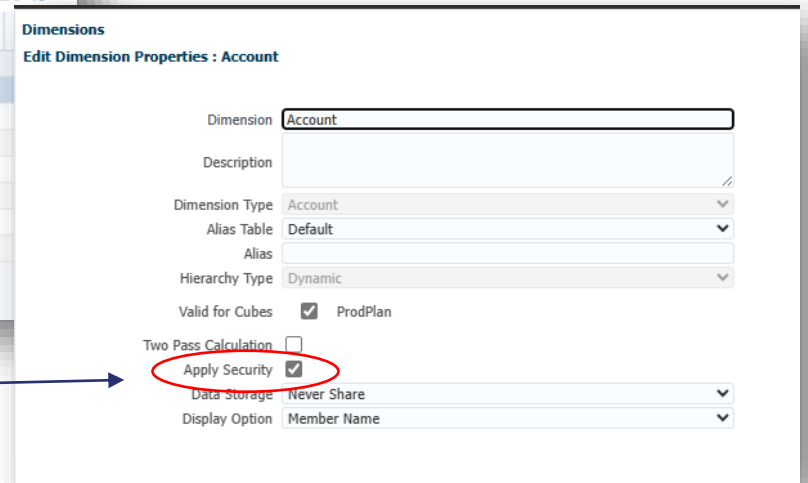 Dimensions
Edit Dimension Properties : Account
Dimension Account
Description
Dimension Type Account
Alias Table Default
Alias
Hierarchy Type Dynamic
Valid for Cubes ProdPlan
Two Pass Calculation
Apply Security
Data Storage Never Share
Display Option Member Name